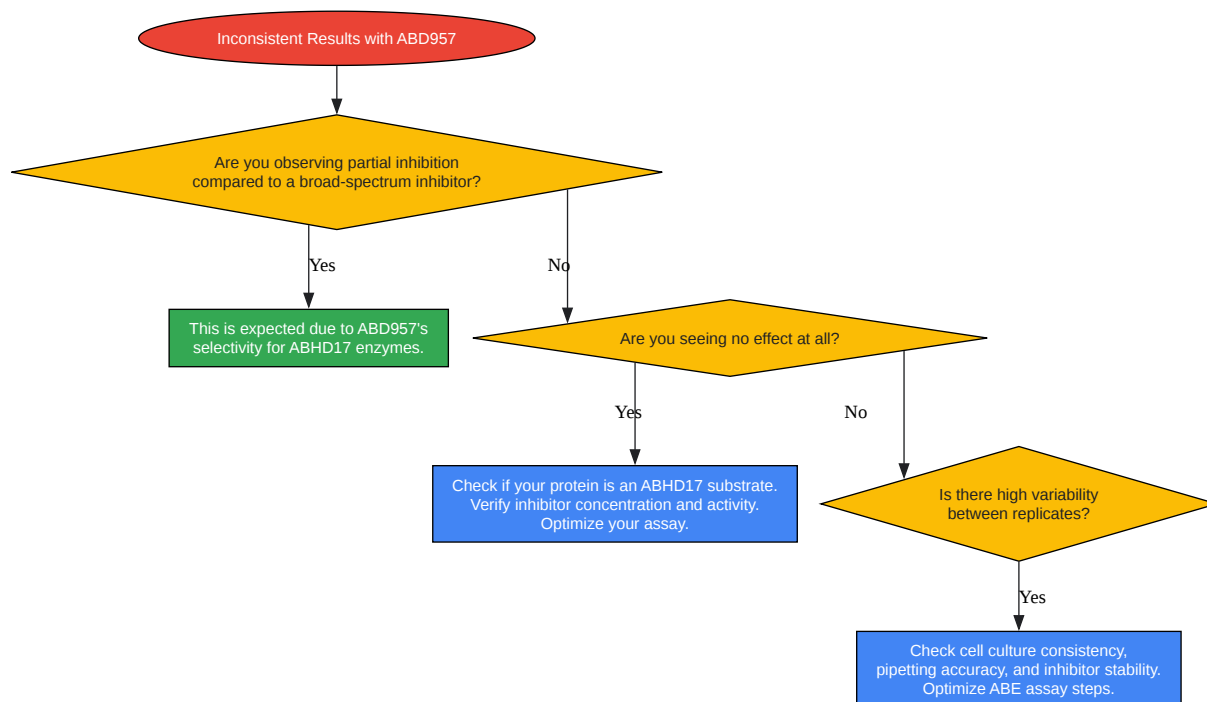 Inconsistent Results with ABD957
Are you observing partial inhibition
compared to a broad-spectrum inhibitor?
Yes
No
This is expected due to ABD957's
selectivity for ABHD17 enzymes.
Are you seeing no effect at all?
Yes
No
Check if your protein is an ABHD17 substrate.
Verify inhibitor concentration and activity.
Optimize your assay.
Is there high variability
between replicates?
Yes
Check cell culture consistency,
pipetting accuracy, and inhibitor stability.
Optimize ABE assay steps.